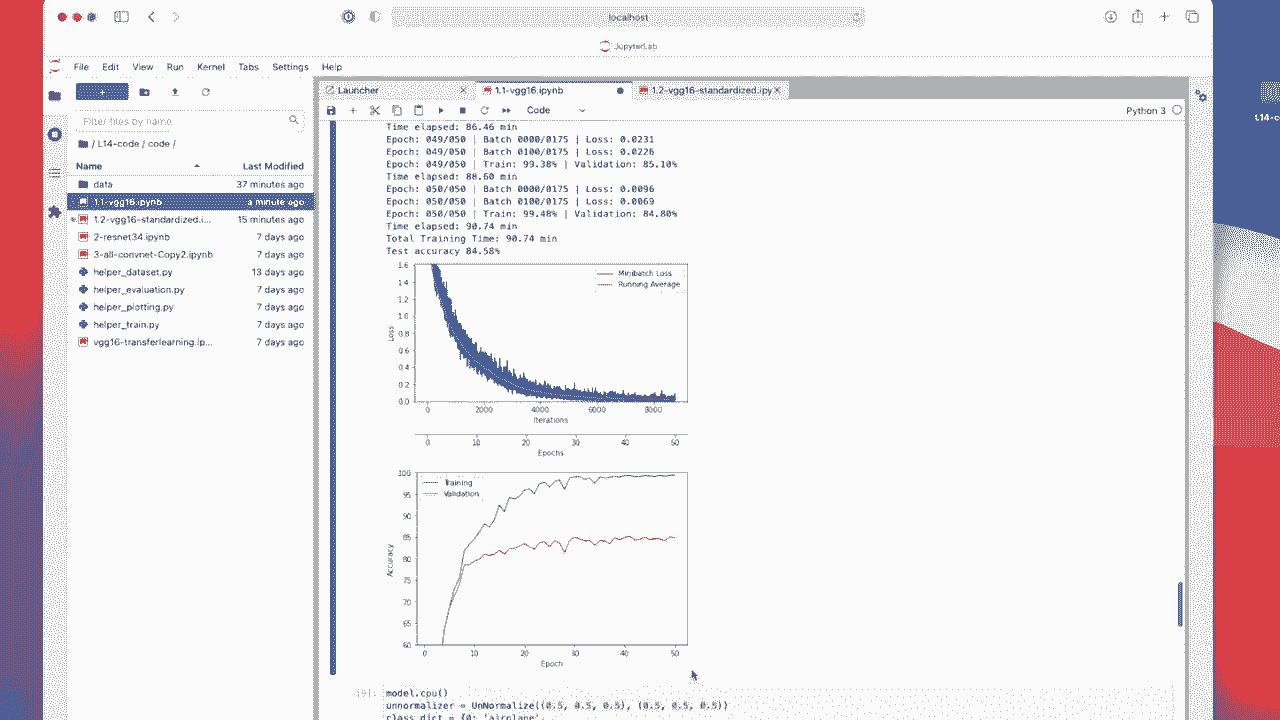 localhost
JupyterLab
File Edit View Run Kernel Tabs Settings Help
Launcher
1.1-vgg16.ipynb
1.2-vgg16-standardized.ipy
Code
Python 3
Filter files by name
/ L14-code / code /
Name Last Modified
data 37 minutes ago
1.1-vgg16.ipynb a minute ago
1.2-vgg16-standardized.i... 15 minutes ago
2-resnet34.ipynb 7 days ago
3-all-convnet-Copy2.ipynb 7 days ago
helper_dataset.py 13 days ago
helper_evaluation.py 7 days ago
helper_plotting.py 7 days ago
helper_train.py 7 days ago
vgg16-transferlearning.ip... 7 days ago
Time elapsed: 86.46 min
Epoch: 049/050 | Batch 0000/0175 | Loss: 0.0231
Epoch: 049/050 | Batch 0100/0175 | Loss: 0.0226
Epoch: 049/050 | Train: 99.38% | Validation: 85.10%
Time elapsed: 88.60 min
Epoch: 050/050 | Batch 0000/0175 | Loss: 0.0096
Epoch: 050/050 | Batch 0100/0175 | Loss: 0.0069
Epoch: 050/050 | Train: 99.48% | Validation: 84.80%
Time elapsed: 90.74 min
Total Training Time: 90.74 min
Test accuracy 84.58%
1.6
1.4
1.2
1.0
0.8
0.6
0.4
0.2
0.0
Loss
Minibatch Loss
Running Average
0 2000 4000 6000 8000
Iterations
0 10 20 30 40 50
Epochs
100
95
90
85
80
75
70
65
60
Accuracy
Training
Validation
0 10 20 30 40 50
Epoch
model.cpu()
unnormalizer = UnNormalize((0.5, 0.5, 0.5), (0.5, 0.5, 0.5))
class_dict = {0: 'airplane',
L14-c